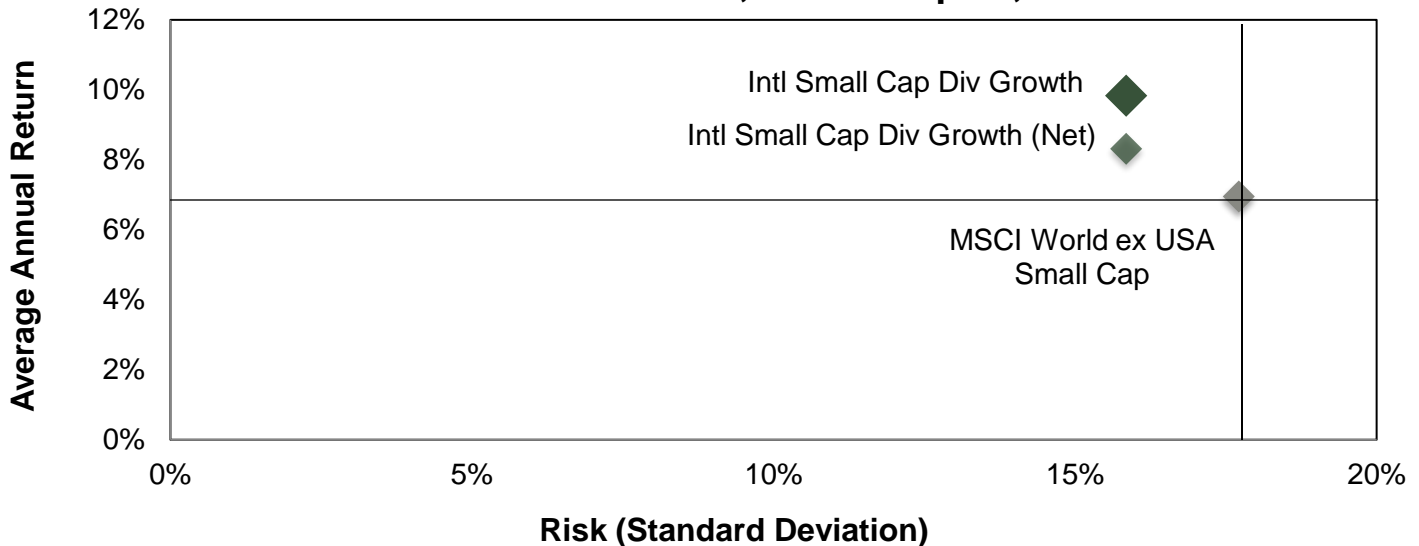 12%
10%
8%
6%
4%
2%
0%
Average Annual Return
Intl Small Cap Div Growth
Intl Small Cap Div Growth (Net)
MSCI World ex USA
Small Cap
0%
5%
10%
15%
20%
Risk (Standard Deviation)